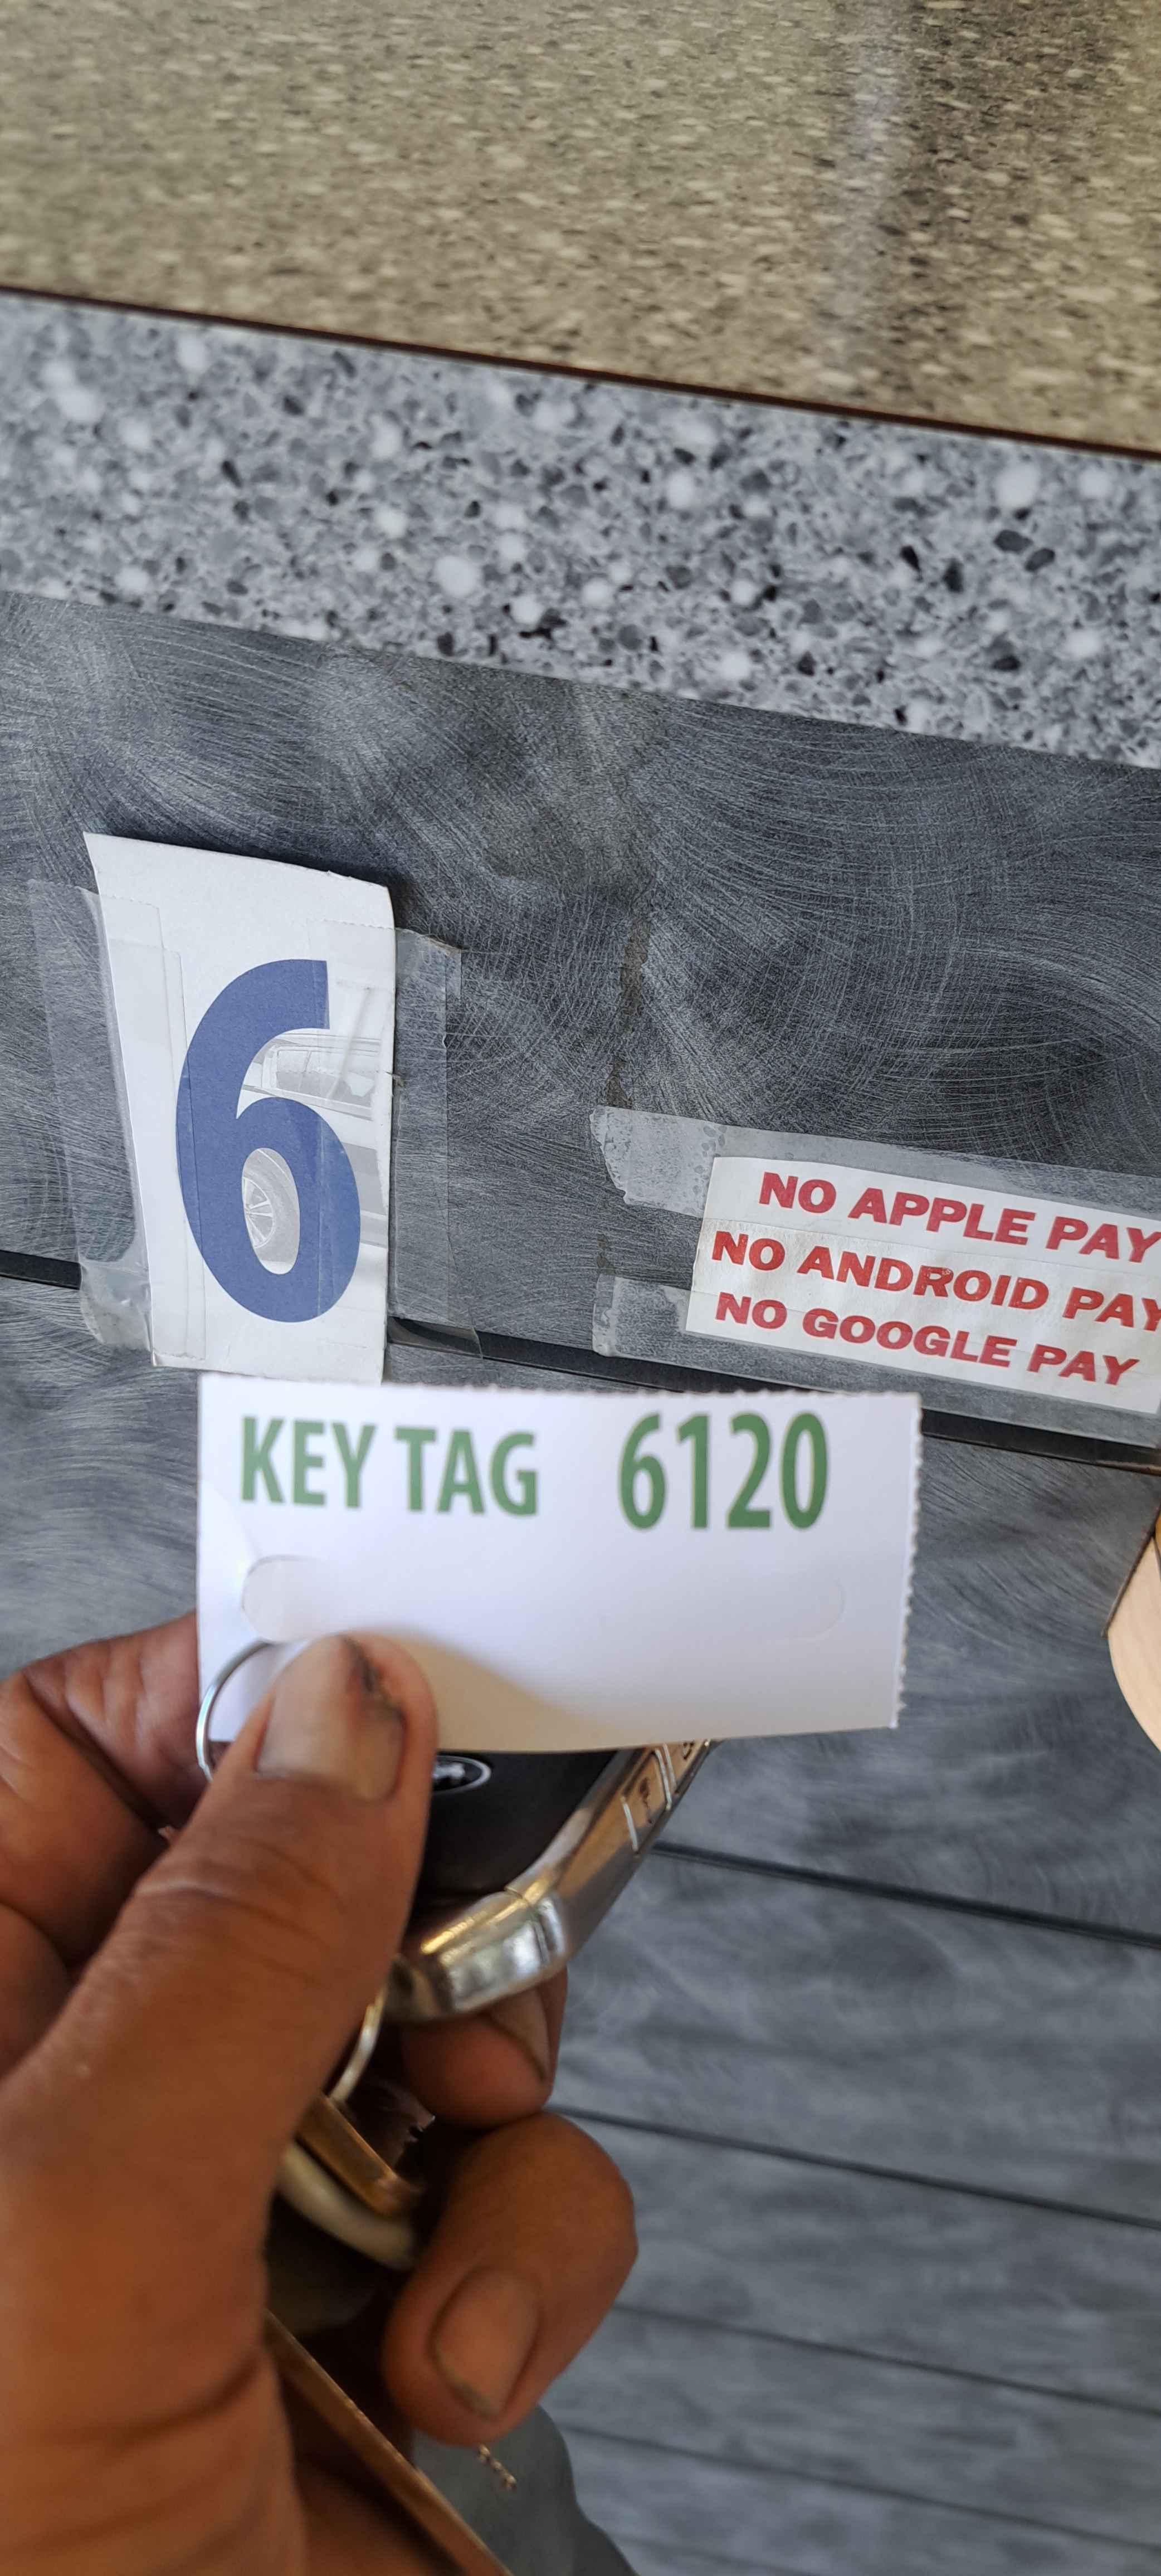 6
NO APPLE PAY
NO ANDROID PAY
NO GOOGLE PAY
KEY TAG 6120